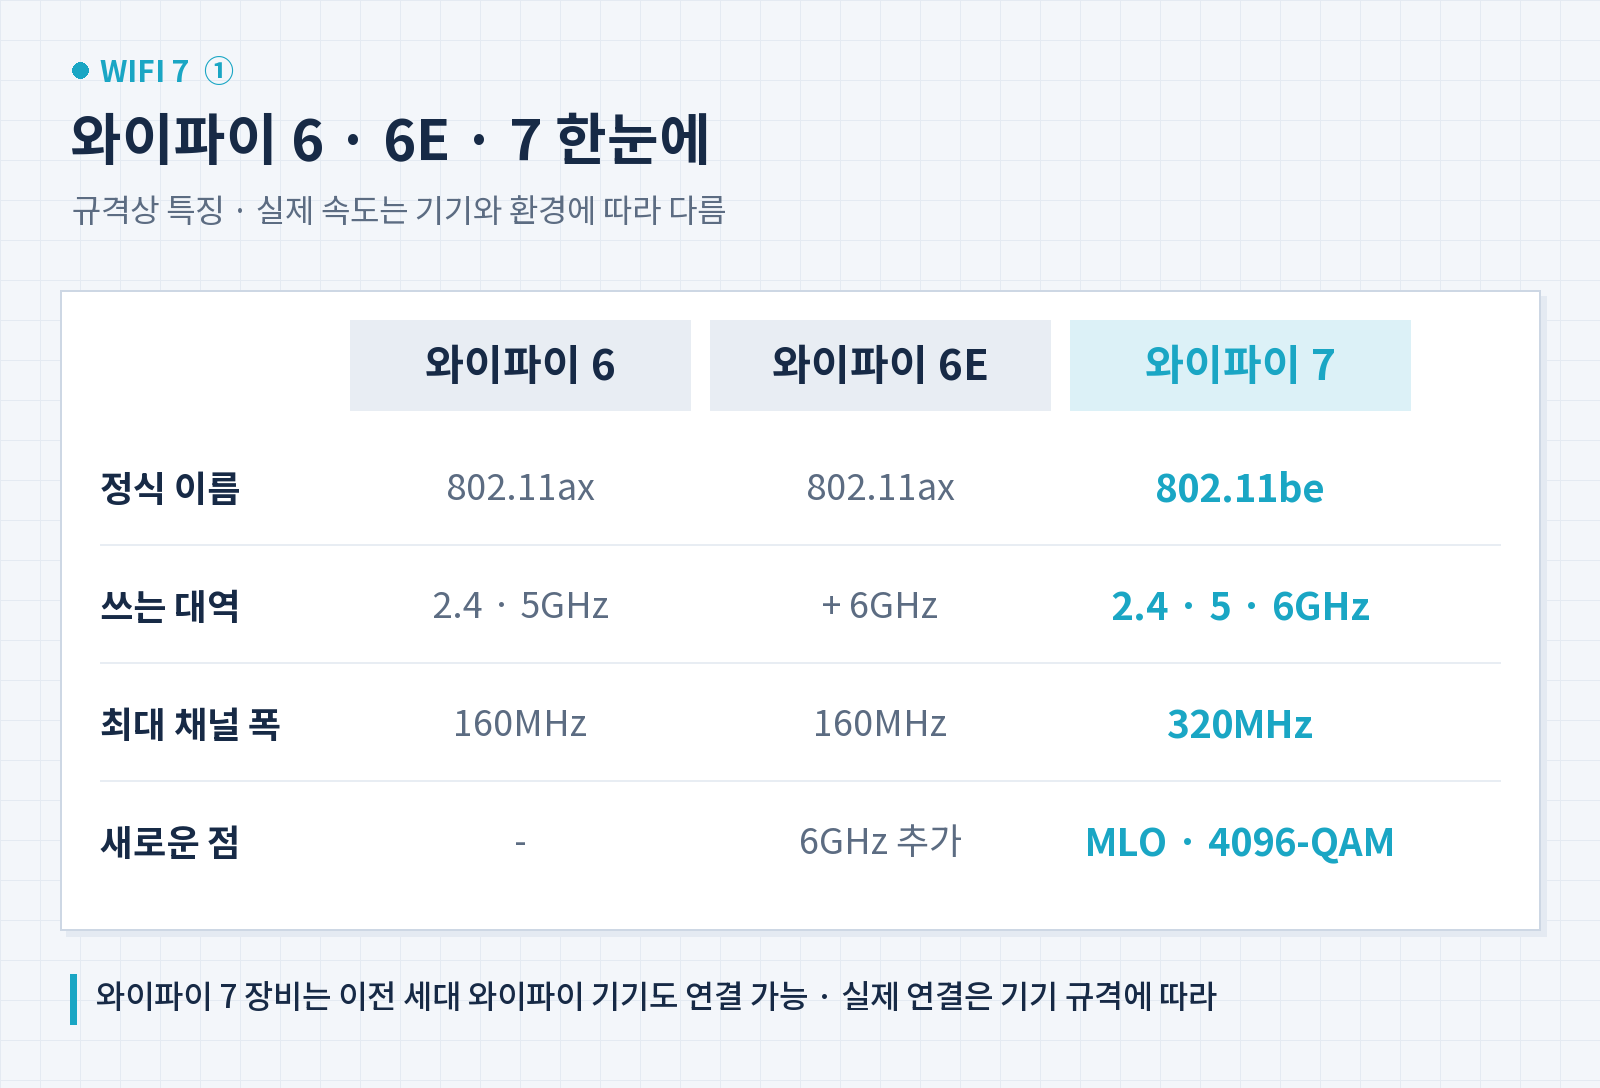 WIFI 7 ①
와이파이 6 · 6E · 7 한눈에
규격상 특징 · 실제 속도는 기기와 환경에 따라 다름
와이파이 6 와이파이 6E 와이파이 7
정식 이름 802.11ax 802.11ax 802.11be
쓰는 대역 2.4 · 5GHz + 6GHz 2.4 · 5 · 6GHz
최대 채널 폭 160MHz 160MHz 320MHz
새로운 점 - 6GHz 추가 MLO · 4096-QAM
와이파이 7 장비는 이전 세대 와이파이 기기도 연결 가능 · 실제 연결은 기기 규격에 따라